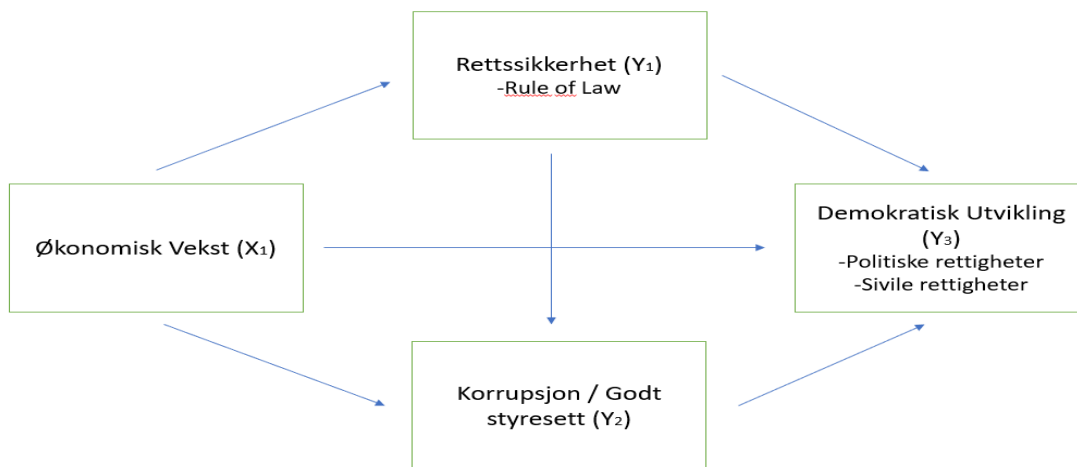 Rettssikkerhet (Y₁)
-Rule of Law
Økonomisk Vekst (X₁)
Demokratisk Utvikling
(Y₃)
-Politiske rettigheter
-Sivile rettigheter
Korrupsjon / Godt
styresett (Y₂)